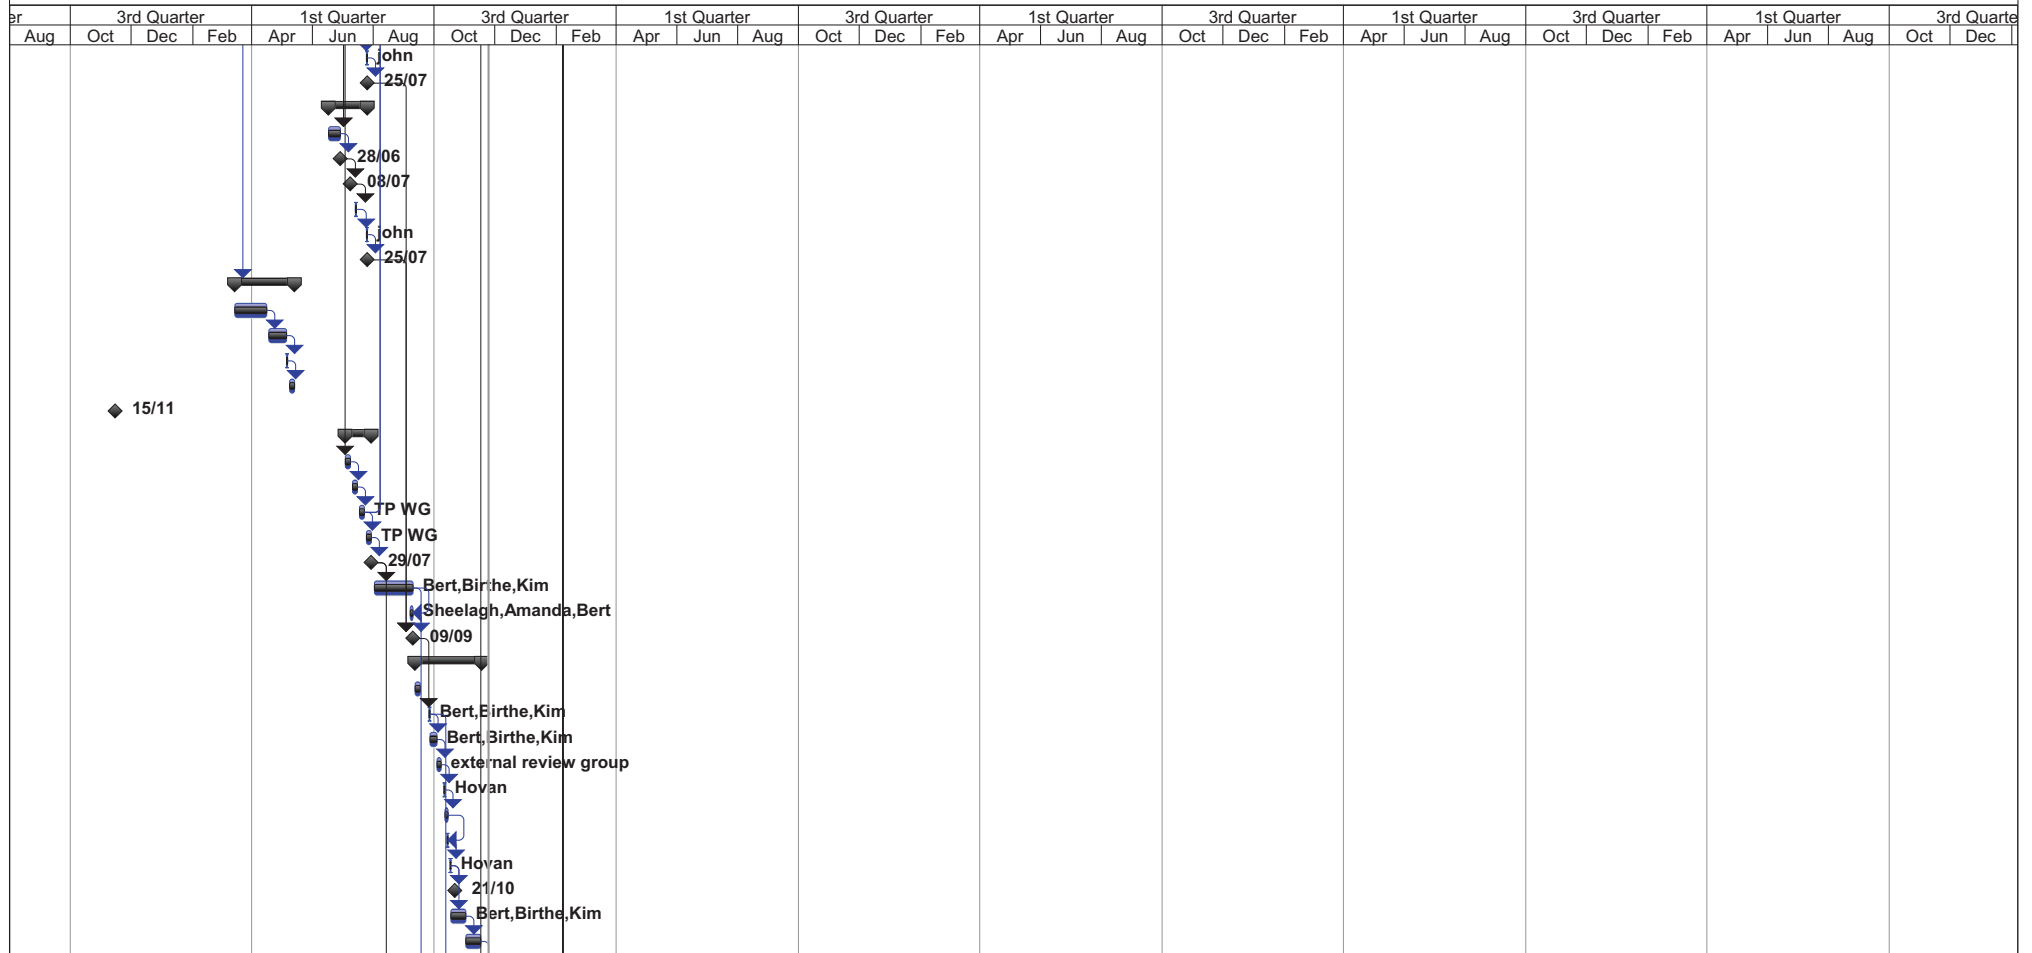 er 3rd Quarter 1st Quarter 3rd Quarter 1st Quarter 3rd Quarter 1st Quarter 3rd Quarter 1st Quarter 3rd Quarter 1st Quarter 3rd Quarte
Aug Oct Dec Feb Apr Jun Aug Oct Dec Feb Apr Jun Aug Oct Dec Feb Apr Jun Aug Oct Dec Feb Apr Jun Aug Oct Dec Feb Apr Jun Aug Oct Dec
john
25/07
28/06
08/07
john
25/07
15/11
TP WG
TP WG
29/07
Bert,Birthe,Kim
Sheelagh,Amanda,Bert
09/09
Bert,Birthe,Kim
Bert,Birthe,Kim
external review group
Hovan
Hovan
21/10
Bert,Birthe,Kim